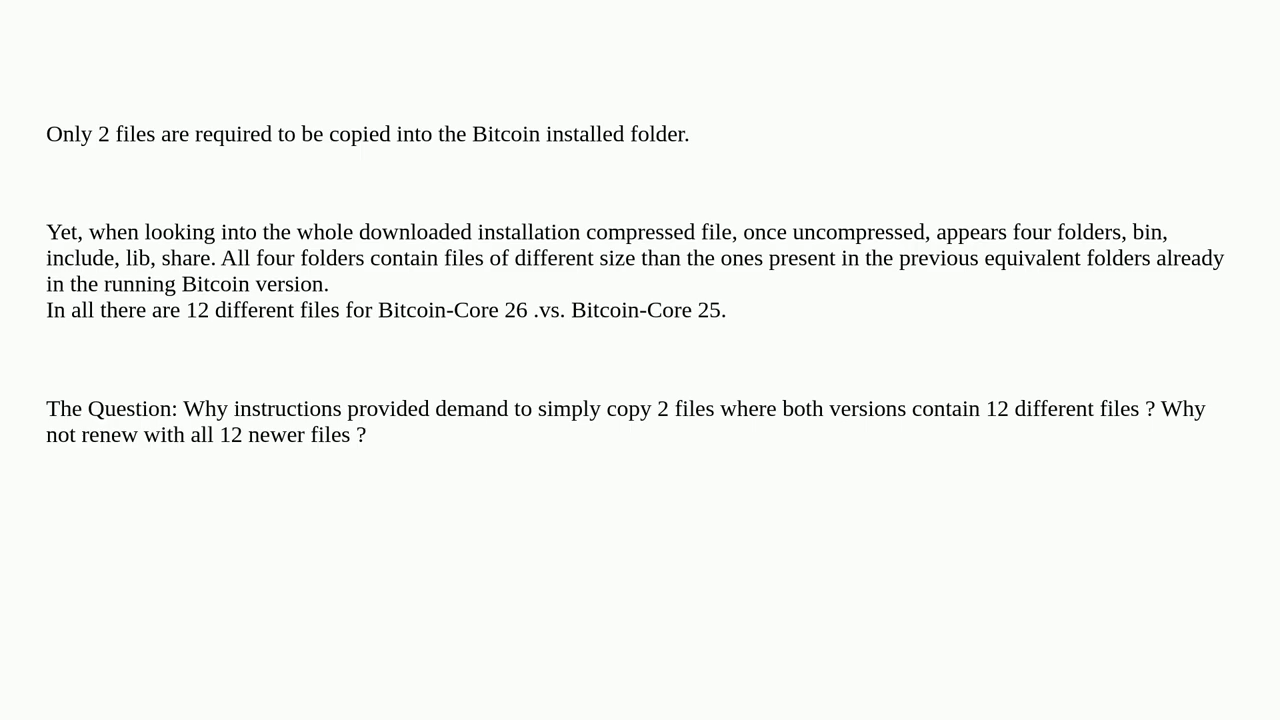 Only 2 files are required to be copied into the Bitcoin installed folder.
Yet, when looking into the whole downloaded installation compressed file, once uncompressed, appears four folders, bin,
include, lib, share. All four folders contain files of different size than the ones present in the previous equivalent folders already
in the running Bitcoin version.
In all there are 12 different files for Bitcoin-Core 26 .vs. Bitcoin-Core 25.
The Question: Why instructions provided demand to simply copy 2 files where both versions contain 12 different files ? Why
not renew with all 12 newer files ?